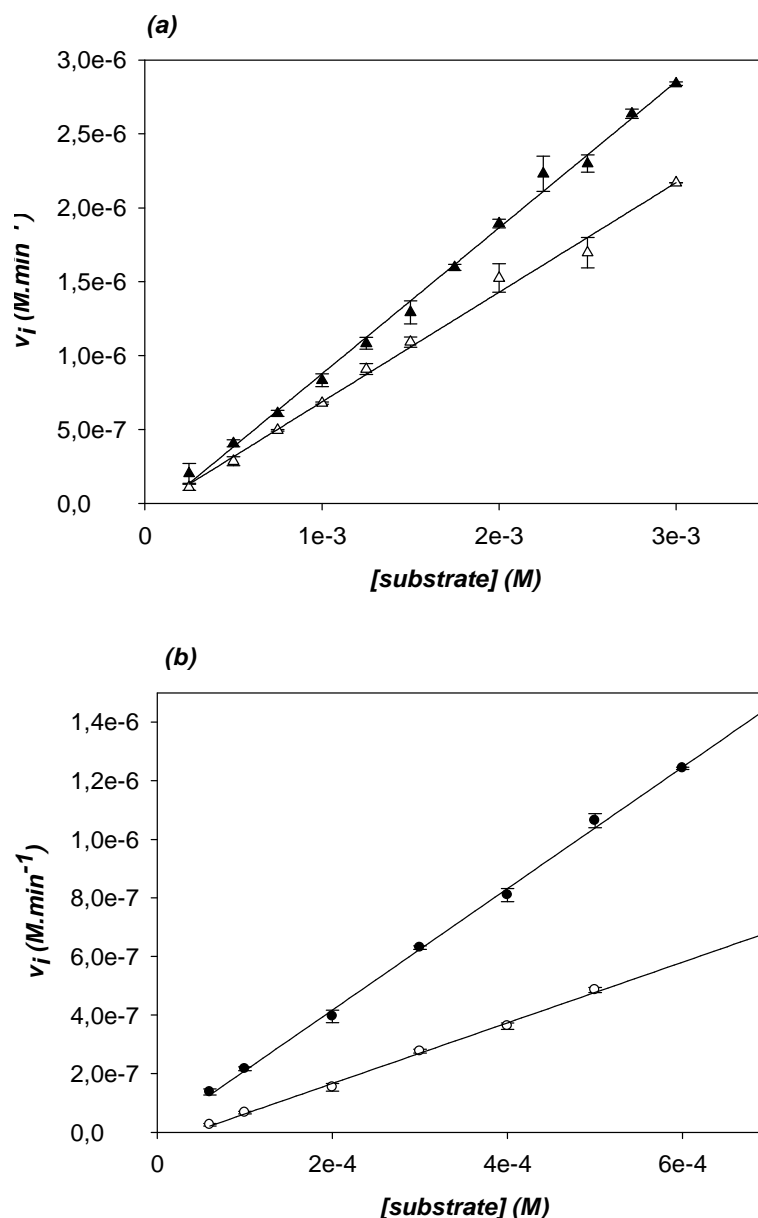 (a)
3,0e-6
2,5e-6
2,0e-6
1,5e-6
1,0e-6
5,0e-7
0,0
v_i (M.min ')
0
1e-3
2e-3
3e-3
[substrate] (M)
(b)
1,4e-6
1,2e-6
1,0e-6
8,0e-7
6,0e-7
4,0e-7
2,0e-7
0,0
v_i (M.min⁻¹)
0
2e-4
4e-4
6e-4
[substrate] (M)